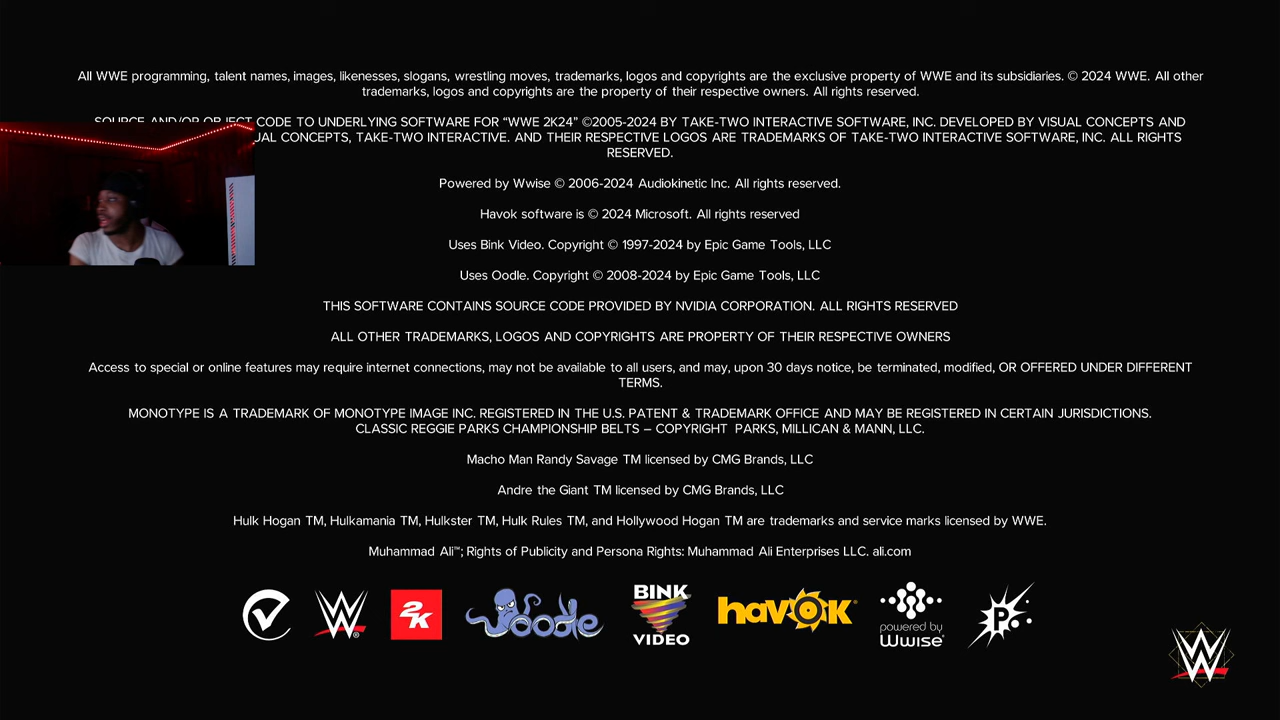 All WWE programming, talent names, images, likenesses, slogans, wrestling moves, trademarks, logos and copyrights are the exclusive property of WWE and its subsidiaries. © 2024 WWE. All other
trademarks, logos and copyrights are the property of their respective owners. All rights reserved.
SOURCE AND/OR OBJECT CODE TO UNDERLYING SOFTWARE FOR “WWE 2K24” ©2005-2024 BY TAKE-TWO INTERACTIVE SOFTWARE, INC. DEVELOPED BY VISUAL CONCEPTS AND
CONCEPTS, TAKE-TWO INTERACTIVE. AND THEIR RESPECTIVE LOGOS ARE TRADEMARKS OF TAKE-TWO INTERACTIVE SOFTWARE, INC. ALL RIGHTS
RESERVED.
Powered by Wwise © 2006-2024 Audiokinetic Inc. All rights reserved.
Havok software is © 2024 Microsoft. All rights reserved
Uses Bink Video. Copyright © 1997-2024 by Epic Game Tools, LLC
Uses Oodle. Copyright © 2008-2024 by Epic Game Tools, LLC
THIS SOFTWARE CONTAINS SOURCE CODE PROVIDED BY NVIDIA CORPORATION. ALL RIGHTS RESERVED
ALL OTHER TRADEMARKS, LOGOS AND COPYRIGHTS ARE PROPERTY OF THEIR RESPECTIVE OWNERS
Access to special or online features may require internet connections, may not be available to all users, and may, upon 30 days notice, be terminated, modified, OR OFFERED UNDER DIFFERENT
TERMS.
MONOTYPE IS A TRADEMARK OF MONOTYPE IMAGE INC. REGISTERED IN THE U.S. PATENT & TRADEMARK OFFICE AND MAY BE REGISTERED IN CERTAIN JURISDICTIONS.
CLASSIC REGGIE PARKS CHAMPIONSHIP BELTS – COPYRIGHT PARKS, MILLICAN & MANN, LLC.
Macho Man Randy Savage TM licensed by CMG Brands, LLC
Andre the Giant TM licensed by CMG Brands, LLC
Hulk Hogan TM, Hulkamania TM, Hulkster TM, Hulk Rules TM, and Hollywood Hogan TM are trademarks and service marks licensed by WWE.
Muhammad Ali™; Rights of Publicity and Persona Rights: Muhammad Ali Enterprises LLC. ali.com
W ® 2K oodle BINK VIDEO havok ® powered by Wwise P
W